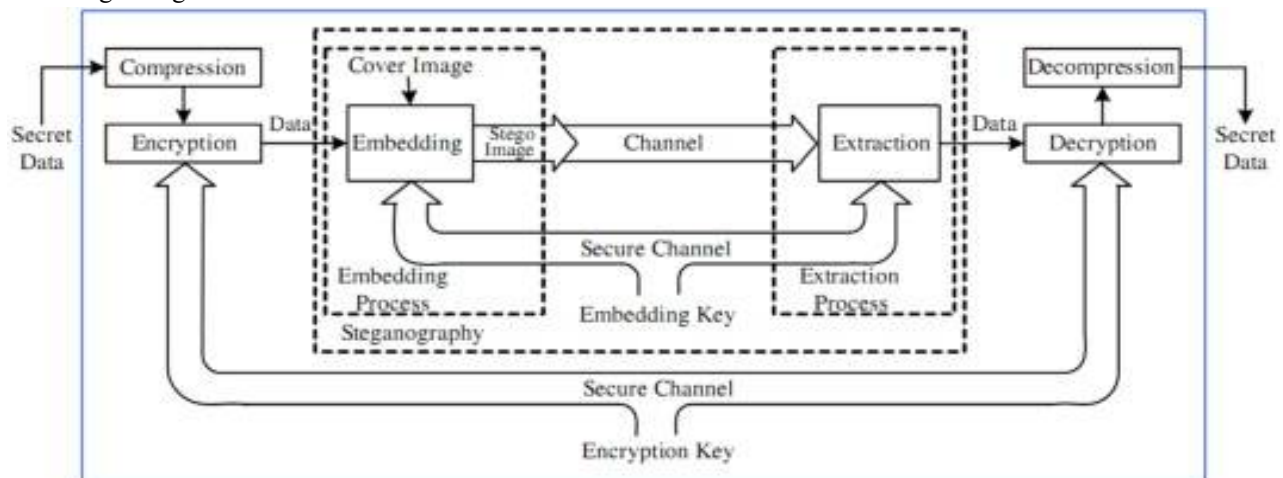 Compression
Cover Image
Decompression
Secret
Data
Encryption
Data
Embedding
Stego
Image
Channel
Extraction
Data
Decryption
Secret
Data
Secure Channel
Embedding
Process
Embedding Key
Extraction
Process
Steganography
Secure Channel
Encryption Key